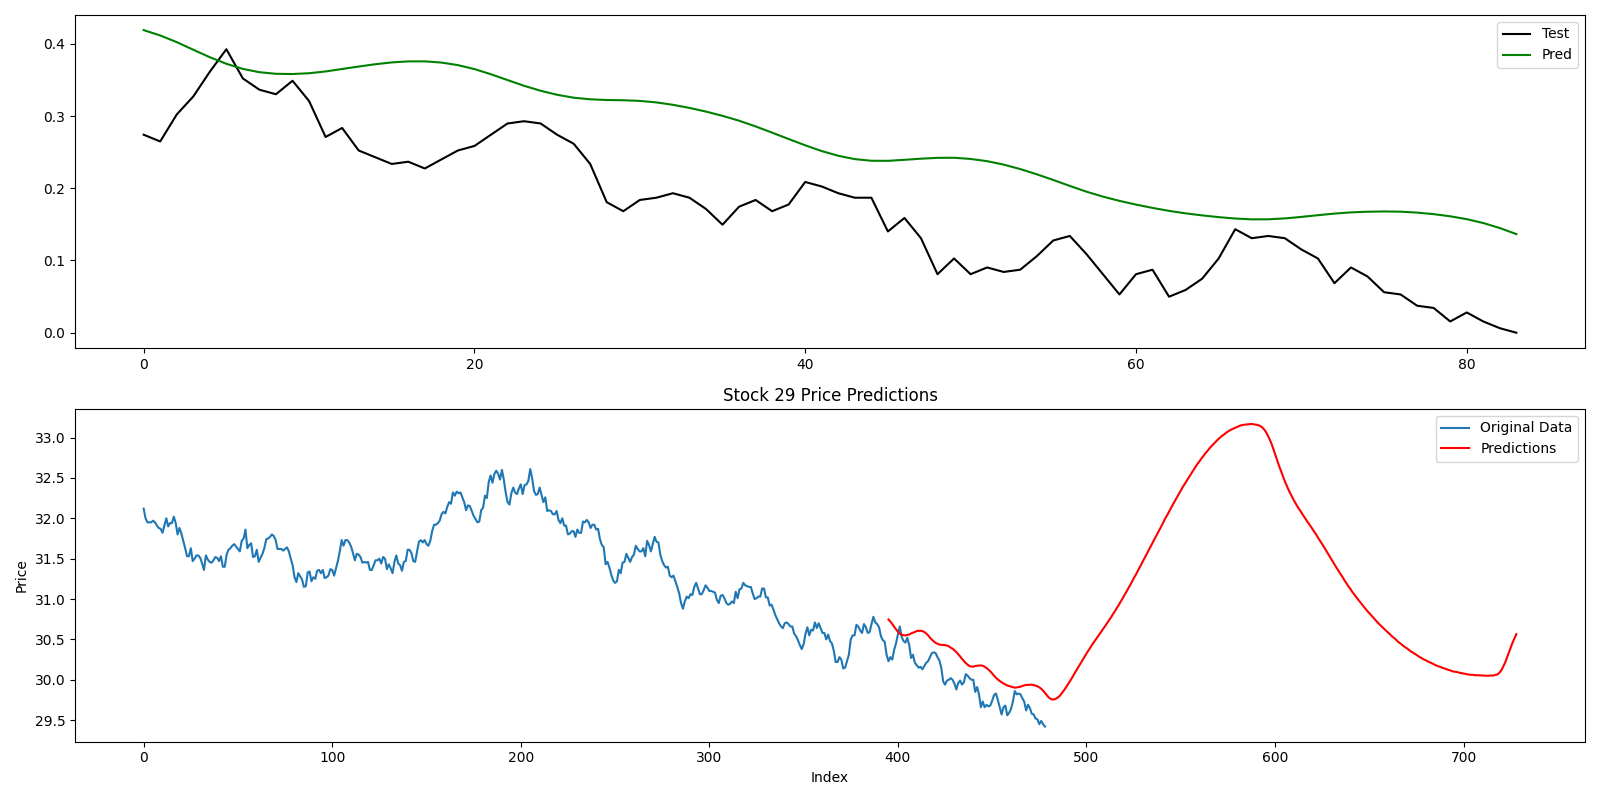 Test
Pred
0.4
0.3
0.2
0.1
0.0
0 20 40 60 80
Stock 29 Price Predictions
Original Data
Predictions
33.0
32.5
32.0
31.5
31.0
30.5
30.0
29.5
Price
0 100 200 300 400 500 600 700
Index